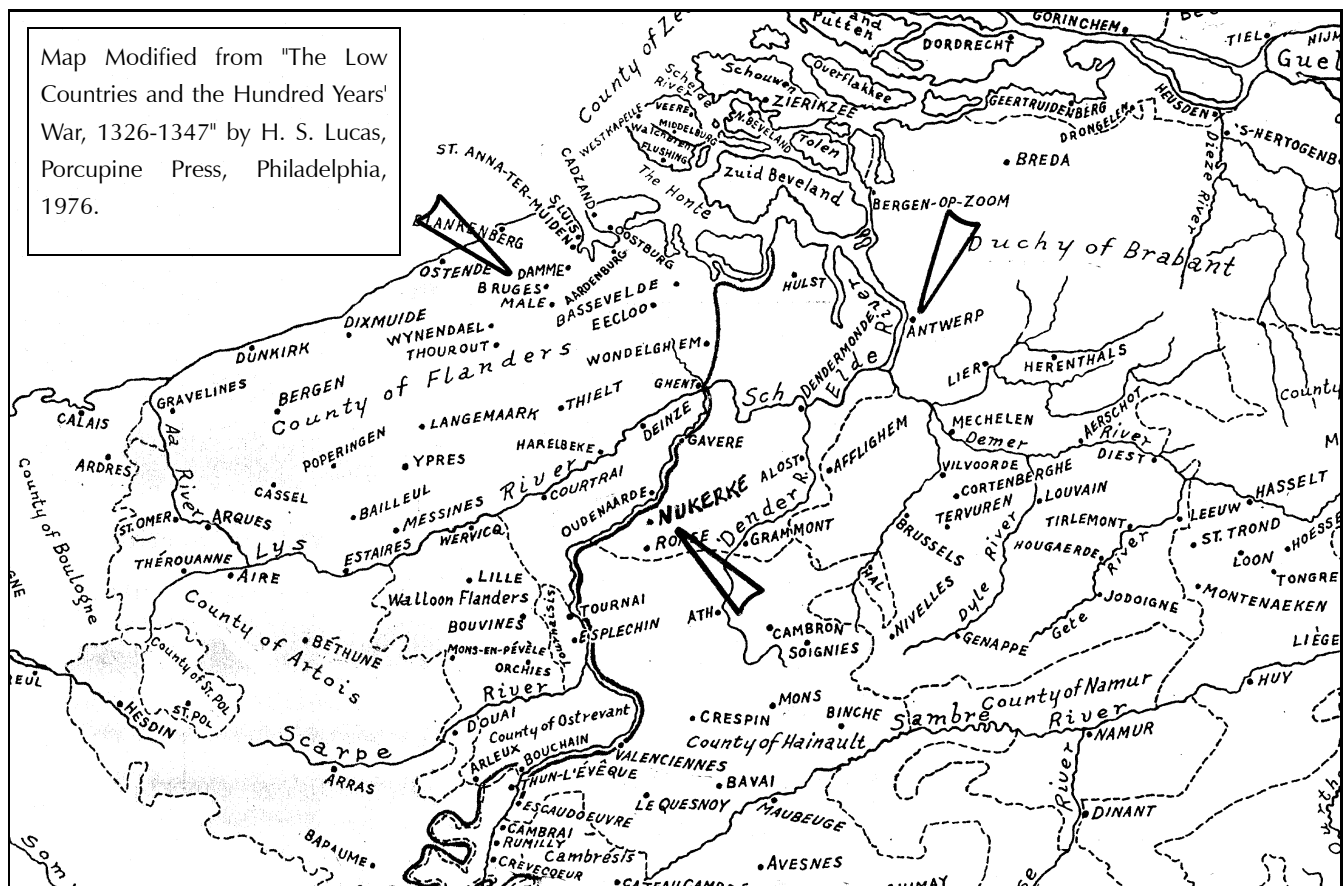 Map Modified from "The Low
Countries and the Hundred Years'
War, 1326-1347" by H. S. Lucas,
Porcupine Press, Philadelphia,
1976.
County of
Putten
GORINCHEM
TIEL
DORDRECHT
Schouwen
Overflakkee
Schelde
River
ZIERIKZEE
GEERTRUIDENBERG
HEUSDEN
DRONGELEN
WESTKAPELLE
VEERE
MIDDELBURG
Walcheren
FLUSHING
N. BEVELAND
Tolen
BREDA
Dieze River
ST. ANNA-TER-MUIDEN
CADZAND
SLUIS
The Honte
Zuid Beveland
BERGEN-OP-ZOOM
BLANKENBERG
OOSTBURG
Duchy of Brabant
OSTENDE
DAMME
BRUGES
MALE
AARDENBURG
BASSEVELDE
EECLOO
HULST
ANTWERP
DIXMUIDE
WYNENDAEL
THOUROUT
DUNKIRK
WONDELGHEM
DENDERMONDE
Sch
Elde River
LIER
HERENTHALS
County
GRAVELINES
BERGEN
County of Flanders
THIELT
GHENT
CALAIS
LANGEMAARK
DEINZE
GAVERE
MECHELEN
Demer River
AERSCHOT
DIEST
Aa River
POPERINGEN
YPRES
HARELBEKE
AFFLIGHEM
ALOST
ARDRES
CASSEL
BAILLEUL
MESSINES
COURTRAI
OUDENAARDE
NUKERKE
VILVOORDE
CORTENBERGHE
TERVUREN
LOUVAIN
HASSELT
County of Boulogne
ST. OMER
ARQUES
Lys River
ESTAIRES
WERVICQ
Dender R.
GRAMMONT
BRUSSELS
TIRLEMONT
LEEUW
ST. TROND
THÉROUANNE
AIRE
LILLE
HOUGAERDE
LOON
Walloon Flanders
TOURNAI
ATH
HAL
NIVELLES
Dyle River
JODOIGNE
MONTENAEKEN
County of Artois
BÉTHUNE
BOUVINES
ESPLECHIN
CAMBRON
SOIGNIES
GENAPPE
Gete River
County of St. Pol
ST. POL
MONS-EN-PÉVÈLE
ORCHIES
River
HUY
HESDIN
DOUAI
County of Ostrevant
CRESPIN
MONS
BINCHE
County of Namur
Scarpe
ARRAS
ARLEUX
BOUCHAIN
VALENCIENNES
County of Hainault
Sambre River
NAMUR
THUN-L'ÉVÊQUE
BAVAI
ESCAUDOEUVRE
LE QUESNOY
MAUBEUGE
River
DINANT
BAPAUME
CAMBRAI
RUMILLY
CRÈVECOEUR
Cambrésis
AVESNES